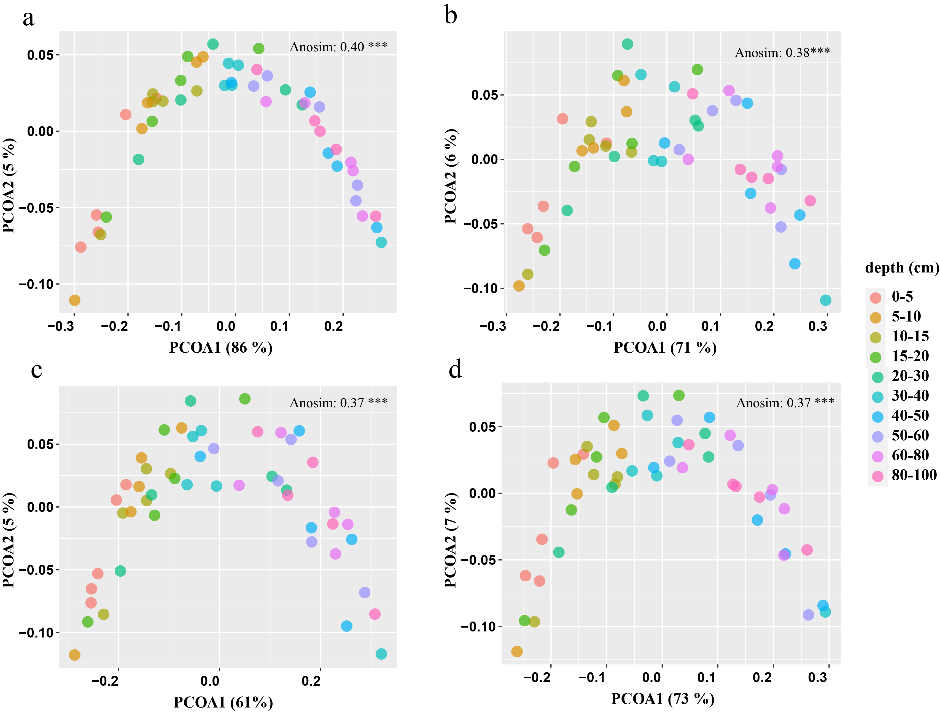 a
Anosim: 0.40 ***
PCOA2 (5 %)
0.05
0.00
−0.05
−0.10
−0.3 −0.2 −0.1 0.0 0.1 0.2
PCOA1 (86 %)
b
Anosim: 0.38***
PCOA2 (6 %)
0.05
0.00
−0.05
−0.10
−0.1 0.0 0.1 0.2 0.3
PCOA1 (71 %)
c
Anosim: 0.37 ***
PCOA2 (5 %)
0.05
0.00
−0.05
−0.10
−0.2 0.0 0.2
PCOA1 (61%)
d
Anosim: 0.37 ***
PCOA2 (7 %)
0.05
0.00
−0.05
−0.10
−0.2 −0.1 0.0 0.1 0.2 0.3
PCOA1 (73 %)
depth (cm)
0-5
5-10
10-15
15-20
20-30
30-40
40-50
50-60
60-80
80-100